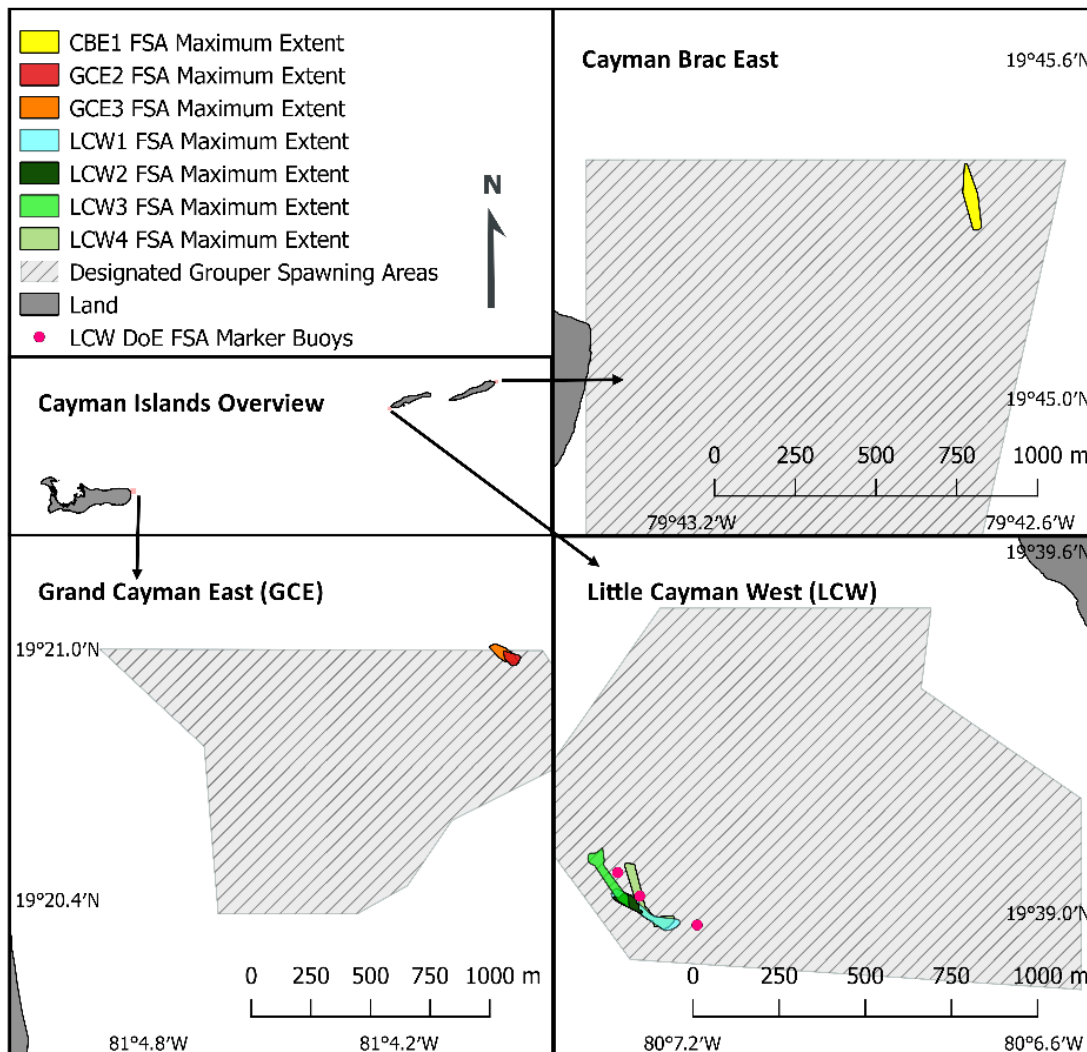 CBE1 FSA Maximum Extent
GCE2 FSA Maximum Extent
GCE3 FSA Maximum Extent
LCW1 FSA Maximum Extent
LCW2 FSA Maximum Extent
LCW3 FSA Maximum Extent
LCW4 FSA Maximum Extent
Designated Grouper Spawning Areas
Land
LCW DoE FSA Marker Buoys
N
Cayman Brac East
19°45.6'N
19°45.0'N
0 250 500 750 1000 m
79°43.2'W 79°42.6'W
Cayman Islands Overview
Grand Cayman East (GCE)
19°21.0'N
19°20.4'N
0 250 500 750 1000 m
81°4.8'W 81°4.2'W
19°39.6'N
Little Cayman West (LCW)
19°39.0'N
0 250 500 750 1000 m
80°7.2'W 80°6.6'W